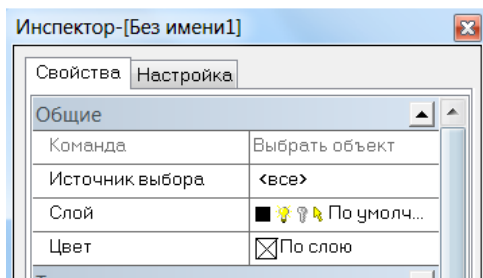 Инспектор-[Без имени1]
Свойства Настройка
Общие
Команда Выбрать объект
Источник выбора <все>
Слой По умолч...
Цвет По слою